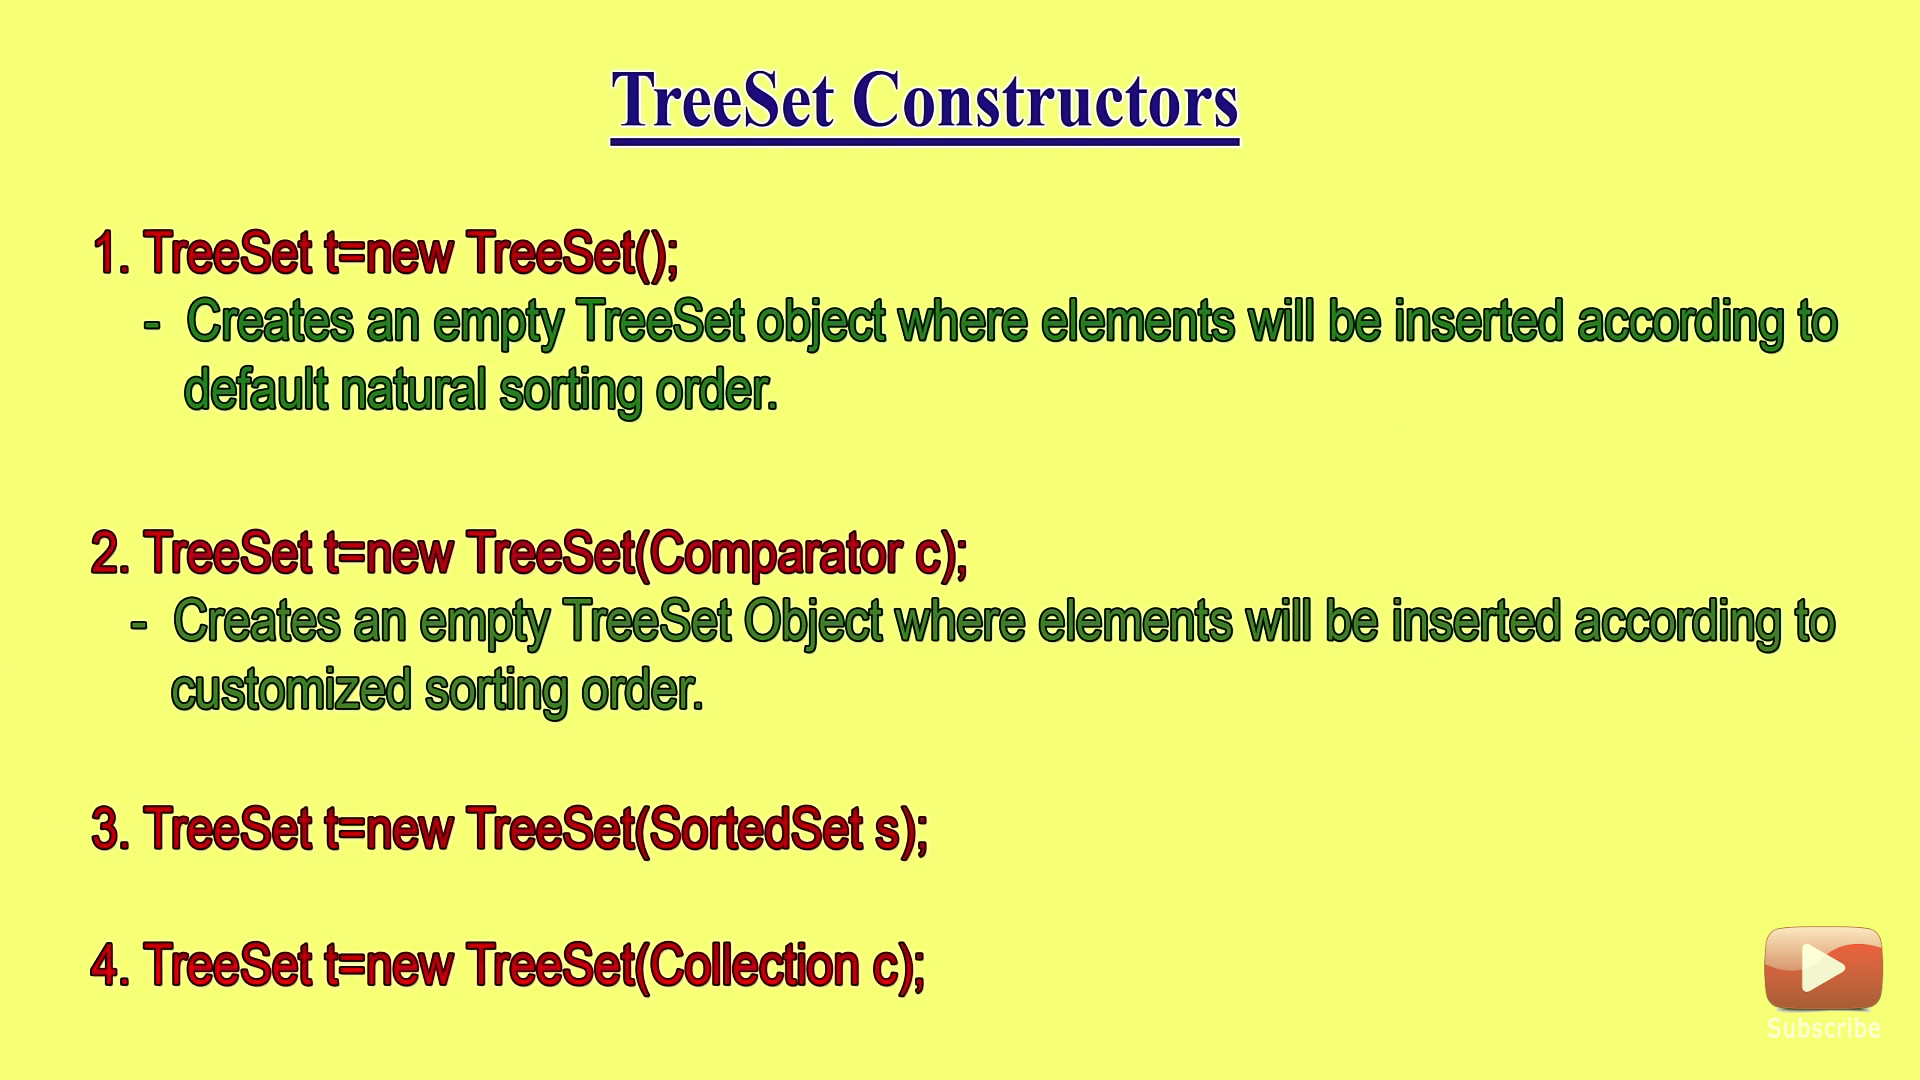 TreeSet Constructors
1. TreeSet t=new TreeSet();
- Creates an empty TreeSet object where elements will be inserted according to
default natural sorting order.
2. TreeSet t=new TreeSet(Comparator c);
- Creates an empty TreeSet Object where elements will be inserted according to
customized sorting order.
3. TreeSet t=new TreeSet(SortedSet s);
4. TreeSet t=new TreeSet(Collection c);
Subscribe